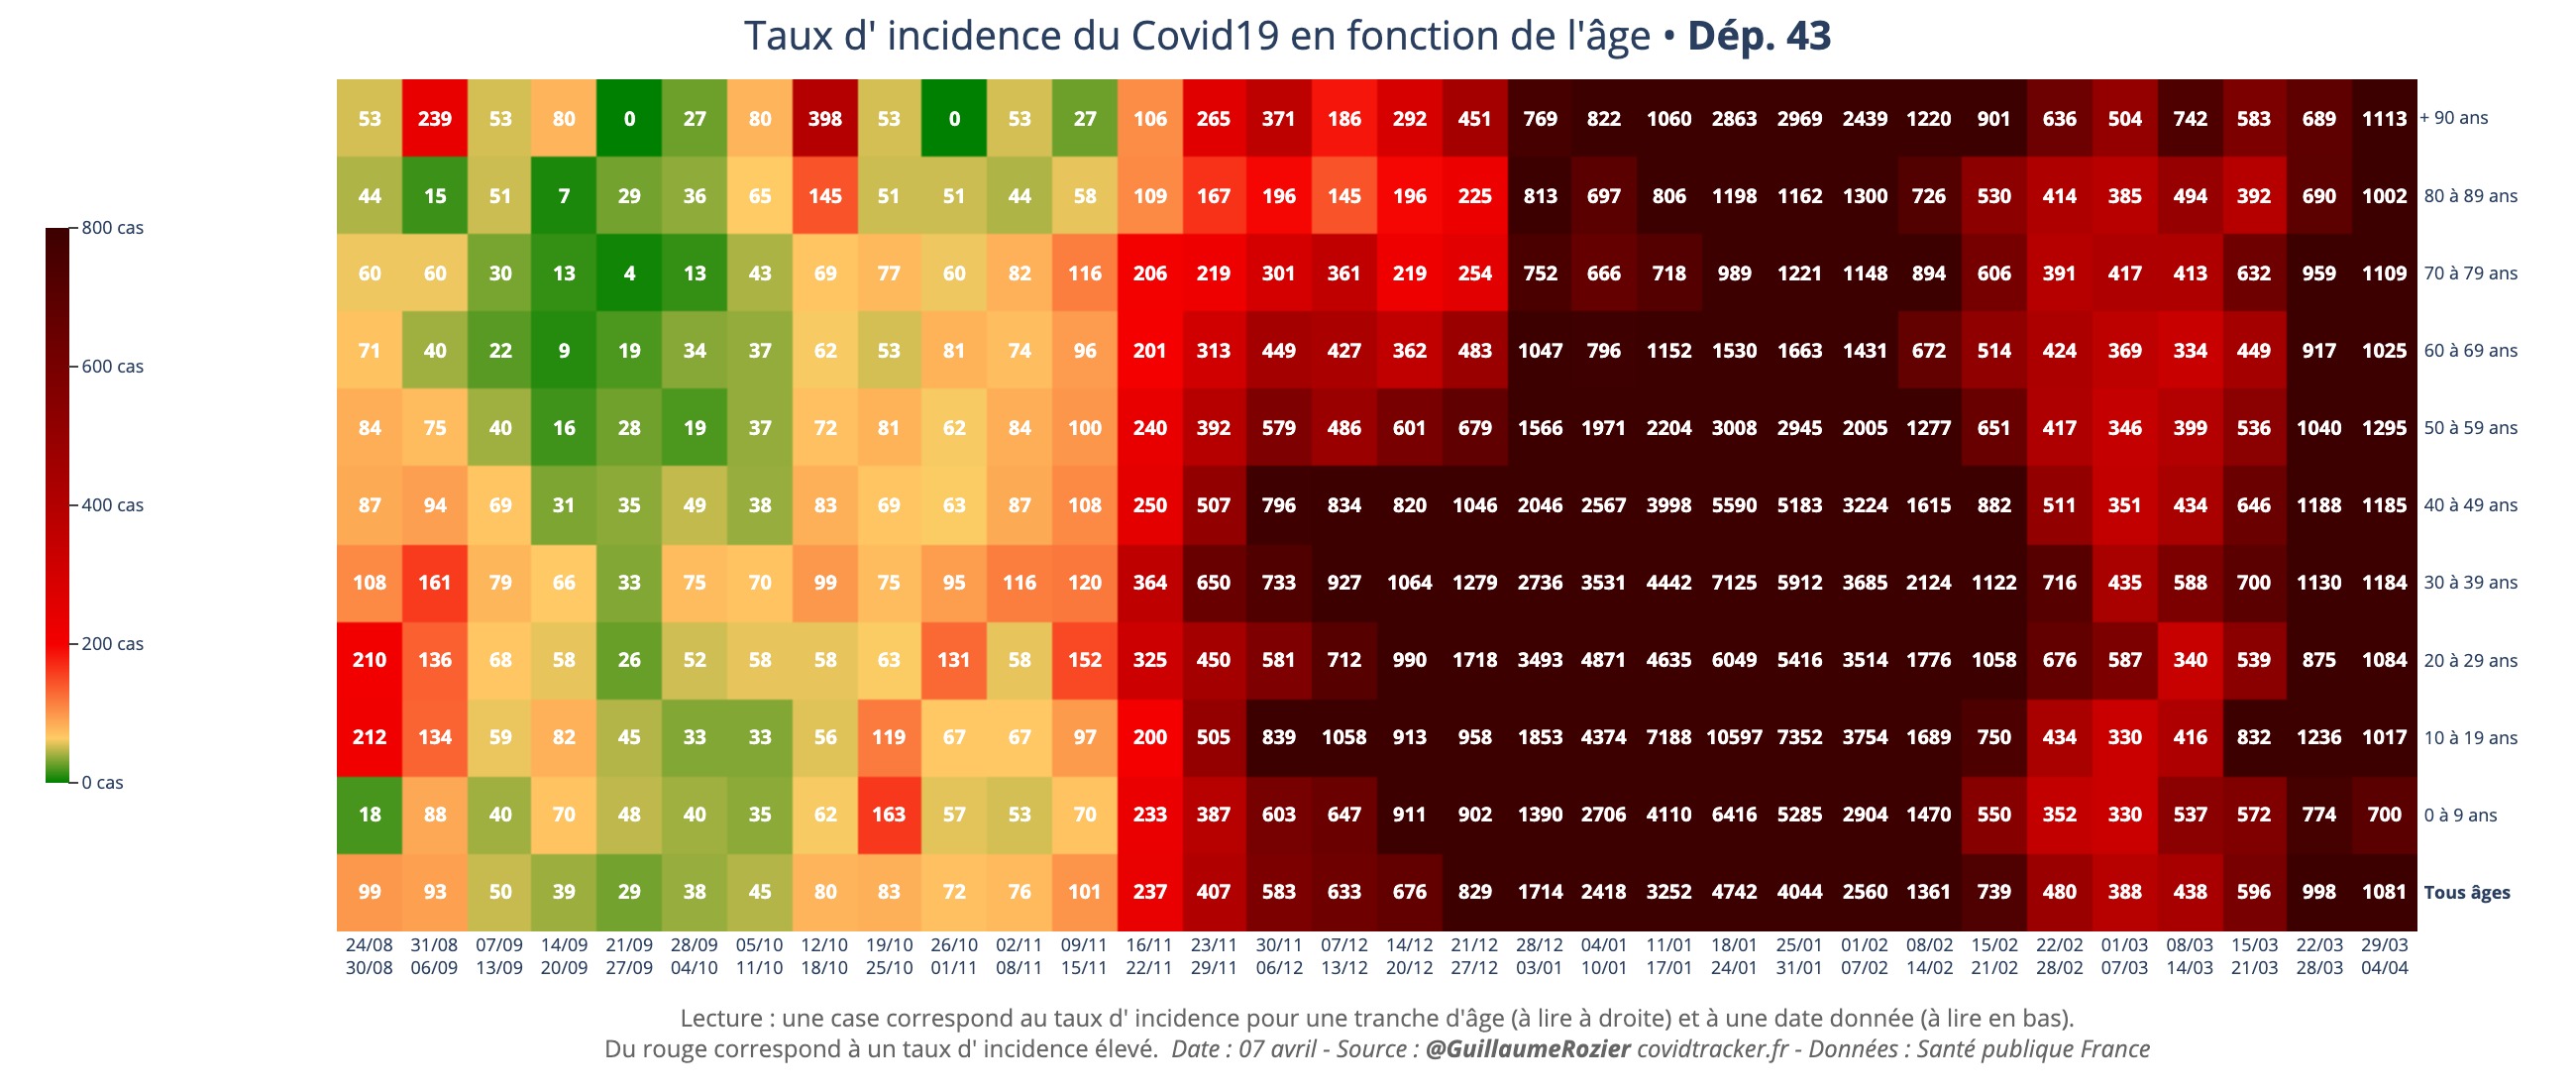 Taux d' incidence du Covid19 en fonction de l'âge • Dép. 43
800 cas
600 cas
400 cas
200 cas
0 cas
53 239 53 80 0 27 80 398 53 0 53 27 106 265 371 186 292 451 769 822 1060 2863 2969 2439 1220 901 636 504 742 583 689 1113 + 90 ans
44 15 51 7 29 36 65 145 51 51 44 58 109 167 196 145 196 225 813 697 806 1198 1162 1300 726 530 414 385 494 392 690 1002 80 à 89 ans
60 60 30 13 4 13 43 69 77 60 82 116 206 219 301 361 219 254 752 666 718 989 1221 1148 894 606 391 417 413 632 959 1109 70 à 79 ans
71 40 22 9 19 34 37 62 53 81 74 96 201 313 449 427 362 483 1047 796 1152 1530 1663 1431 672 514 424 369 334 449 917 1025 60 à 69 ans
84 75 40 16 28 19 37 72 81 62 84 100 240 392 579 486 601 679 1566 1971 2204 3008 2945 2005 1277 651 417 346 399 536 1040 1295 50 à 59 ans
87 94 69 31 35 49 38 83 69 63 87 108 250 507 796 834 820 1046 2046 2567 3998 5590 5183 3224 1615 882 511 351 434 646 1188 1185 40 à 49 ans
108 161 79 66 33 75 70 99 75 95 116 120 364 650 733 927 1064 1279 2736 3531 4442 7125 5912 3685 2124 1122 716 435 588 700 1130 1184 30 à 39 ans
210 136 68 58 26 52 58 58 63 131 58 152 325 450 581 712 990 1718 3493 4871 4635 6049 5416 3514 1776 1058 676 587 340 539 875 1084 20 à 29 ans
212 134 59 82 45 33 33 56 119 67 67 97 200 505 839 1058 913 958 1853 4374 7188 10597 7352 3754 1689 750 434 330 416 832 1236 1017 10 à 19 ans
18 88 40 70 48 40 35 62 163 57 53 70 233 387 603 647 911 902 1390 2706 4110 6416 5285 2904 1470 550 352 330 537 572 774 700 0 à 9 ans
99 93 50 39 29 38 45 80 83 72 76 101 237 407 583 633 676 829 1714 2418 3252 4742 4044 2560 1361 739 480 388 438 596 998 1081 Tous âges
24/08 31/08 07/09 14/09 21/09 28/09 05/10 12/10 19/10 26/10 02/11 09/11 16/11 23/11 30/11 07/12 14/12 21/12 28/12 04/01 11/01 18/01 25/01 01/02 08/02 15/02 22/02 01/03 08/03 15/03 22/03 29/03
30/08 06/09 13/09 20/09 27/09 04/10 11/10 18/10 25/10 01/11 08/11 15/11 22/11 29/11 06/12 13/12 20/12 27/12 03/01 10/01 17/01 24/01 31/01 07/02 14/02 21/02 28/02 07/03 14/03 21/03 28/03 04/04
Lecture : une case correspond au taux d' incidence pour une tranche d'âge (à lire à droite) et à une date donnée (à lire en bas).
Du rouge correspond à un taux d' incidence élevé. Date : 07 avril - Source : @GuillaumeRozier covidtracker.fr - Données : Santé publique France